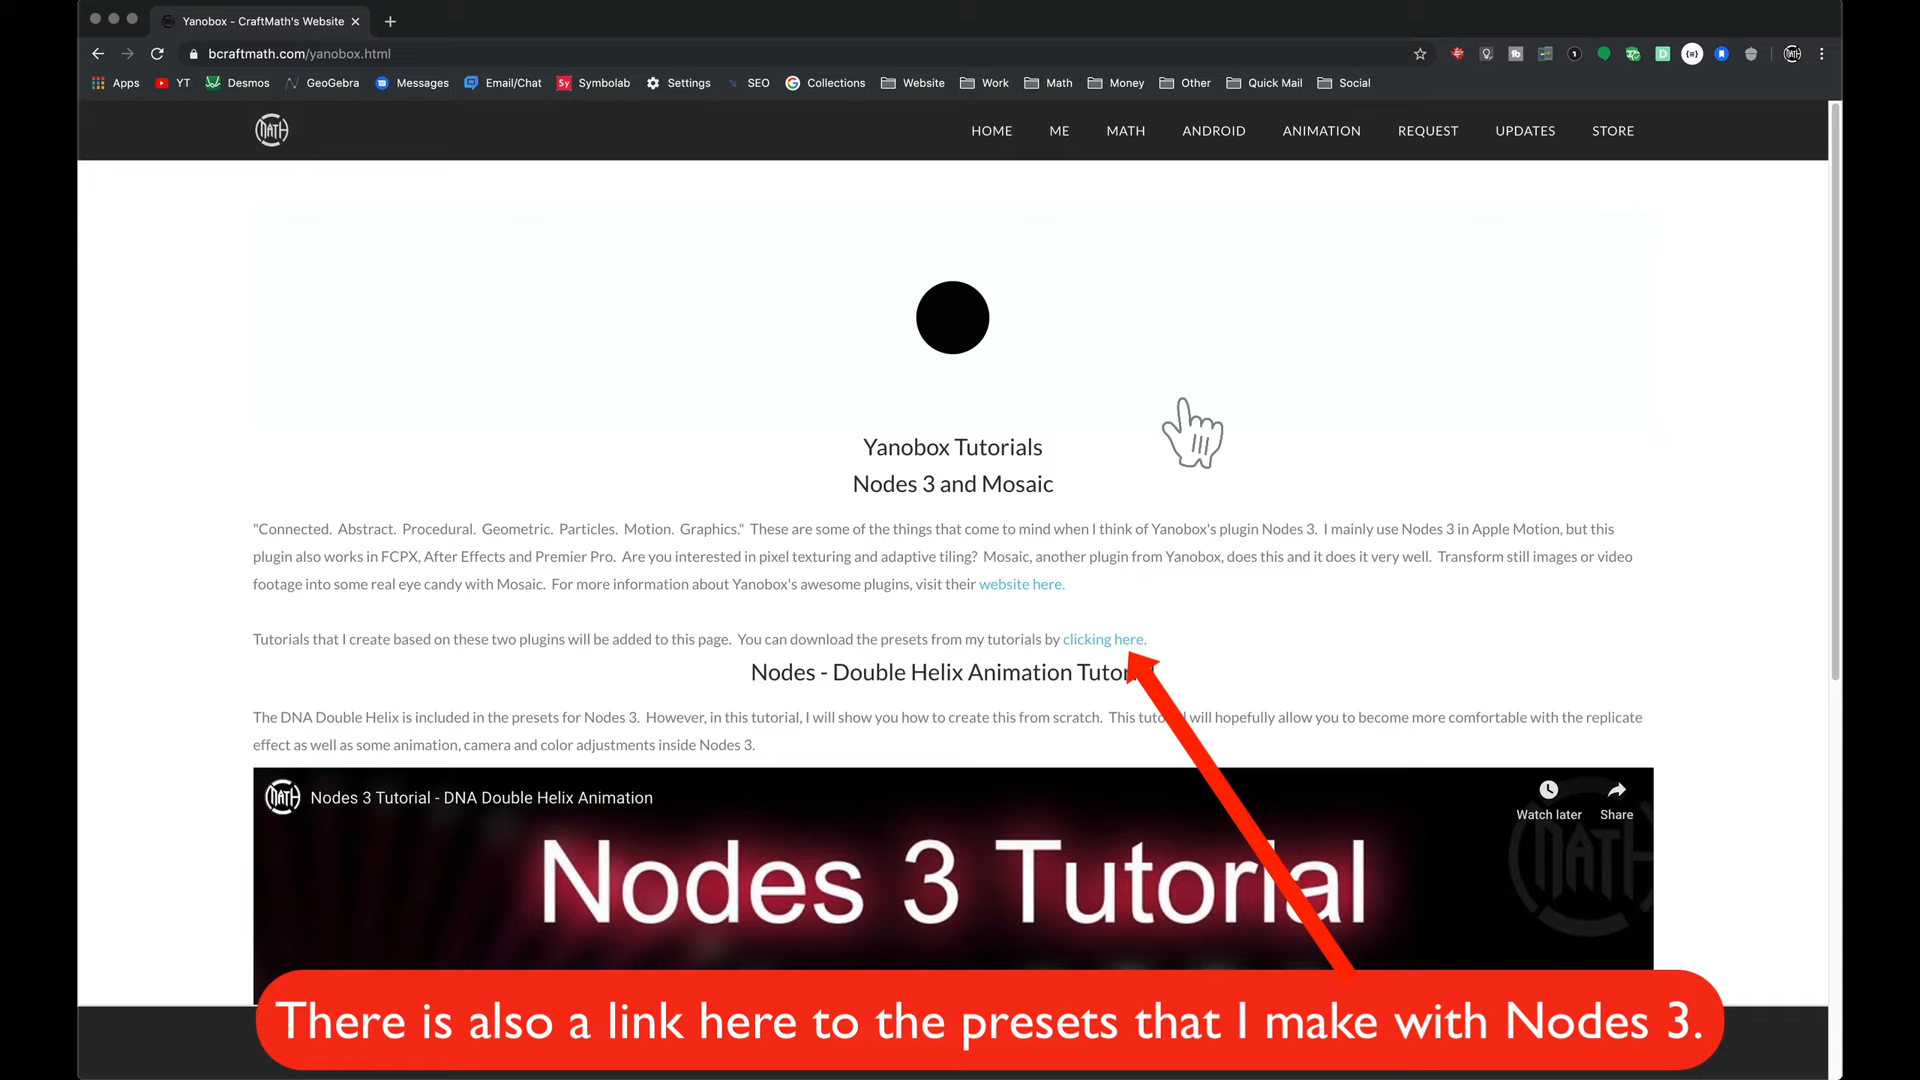 Yanobox - CraftMath's Website
bcraftmath.com/yanobox.html
Apps YT Desmos GeoGebra Messages Email/Chat Sy Symbolab Settings SEO Collections Website Work Math Money Other Quick Mail Social
MATH HOME ME MATH ANDROID ANIMATION REQUEST UPDATES STORE
Yanobox Tutorials
Nodes 3 and Mosaic
"Connected. Abstract. Procedural. Geometric. Particles. Motion. Graphics." These are some of the things that come to mind when I think of Yanobox's plugin Nodes 3. I mainly use Nodes 3 in Apple Motion, but this
plugin also works in FCPX, After Effects and Premier Pro. Are you interested in pixel texturing and adaptive tiling? Mosaic, another plugin from Yanobox, does this and it does it very well. Transform still images or video
footage into some real eye candy with Mosaic. For more information about Yanobox's awesome plugins, visit their website here.
Tutorials that I create based on these two plugins will be added to this page. You can download the presets from my tutorials by clicking here.
Nodes - Double Helix Animation Tutorial
The DNA Double Helix is included in the presets for Nodes 3. However, in this tutorial, I will show you how to create this from scratch. This tutorial will hopefully allow you to become more comfortable with the replicate
effect as well as some animation, camera and color adjustments inside Nodes 3.
MATH Nodes 3 Tutorial - DNA Double Helix Animation
Watch later Share
MATH
Nodes 3 Tutorial
There is also a link here to the presets that I make with Nodes 3.